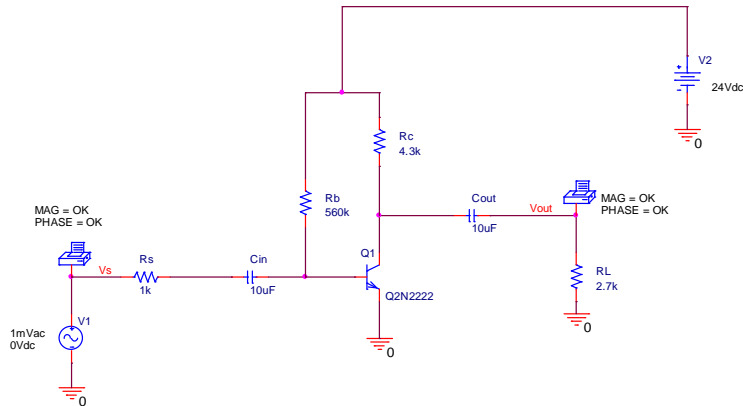 V2
24Vdc
0
Rc
4.3k
Rb
560k
MAG = OK
PHASE = OK
Cout
10uF
Vout
MAG = OK
PHASE = OK
Vs
Rs
1k
Cin
10uF
Q1
Q2N2222
RL
2.7k
V1
1mVac
0Vdc
0
0
0